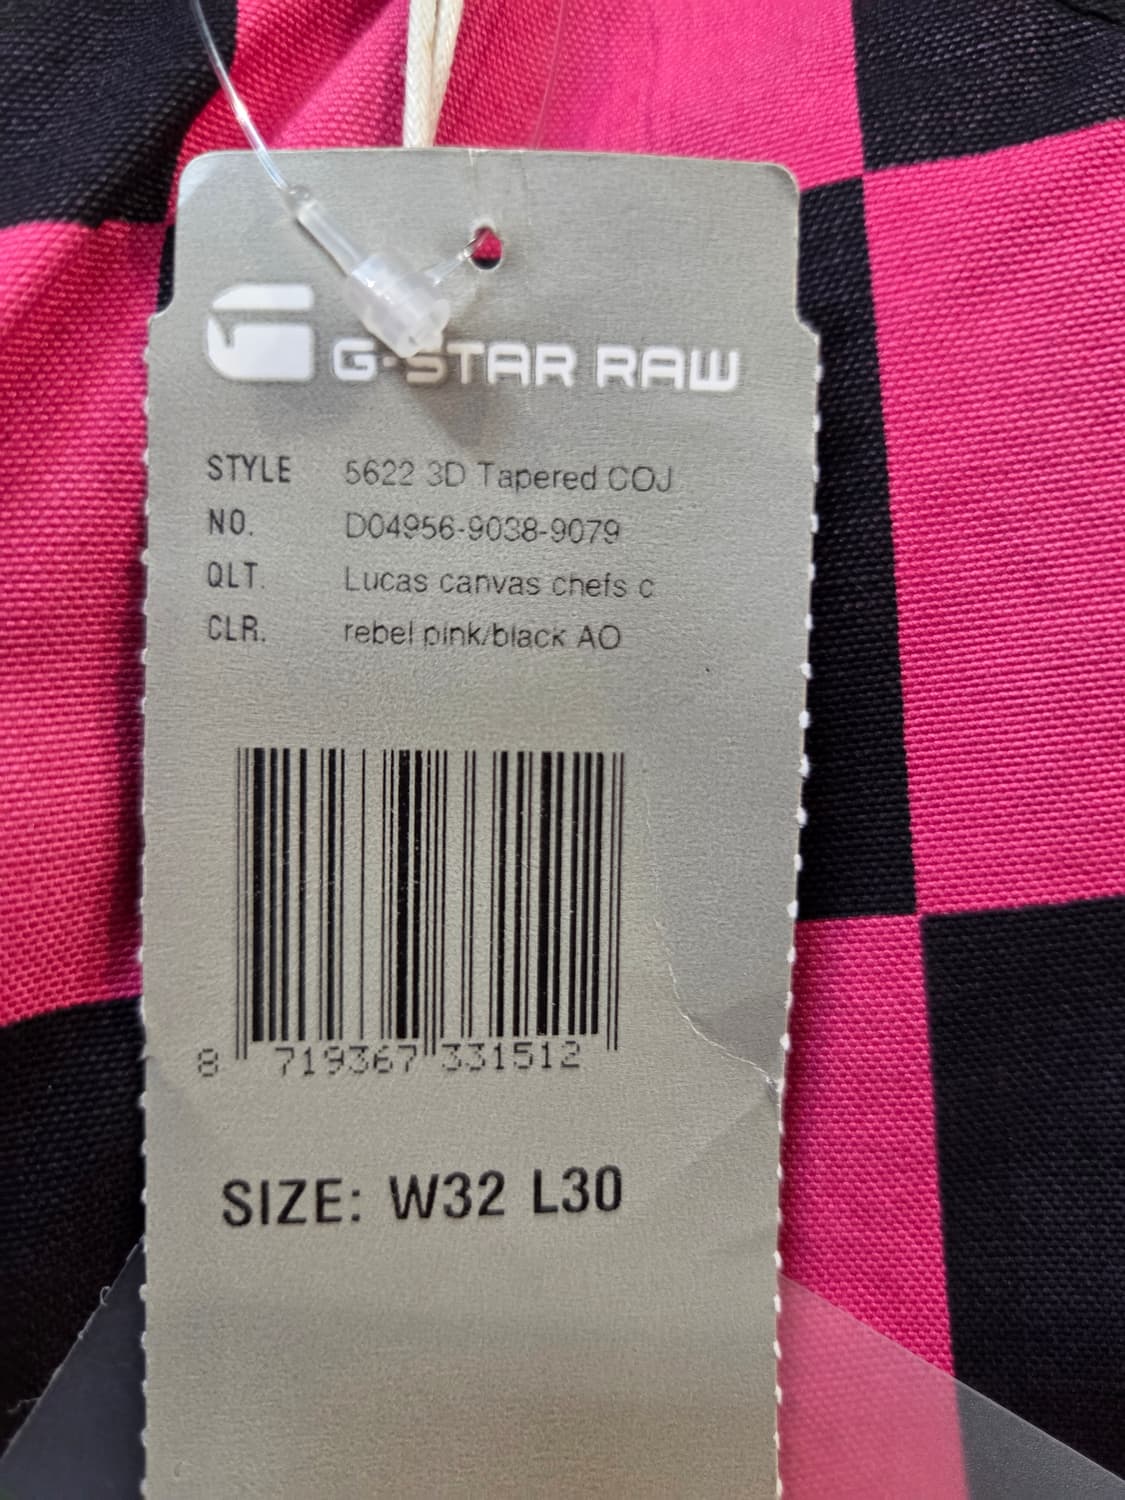 G-STAR RAW
STYLE 5622 3D Tapered COJ
NO. D04956-9038-9079
QLT. Lucas canvas chefs c
CLR. rebel pink/black AO
8 719367 331512
SIZE: W32 L30